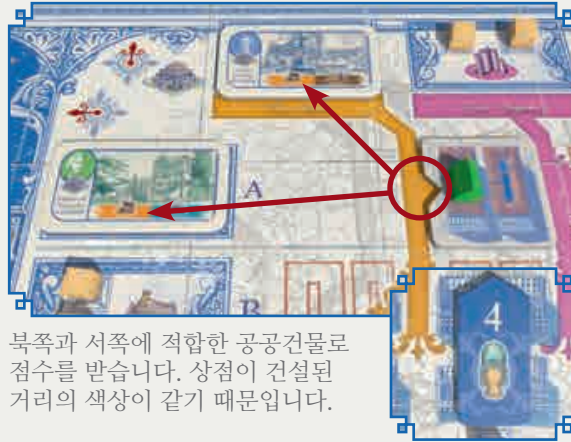 A
B
4
북쪽과 서쪽에 적합한 공공건물로
점수를 받습니다. 상점이 건설된
거리의 색상이 같기 때문입니다.